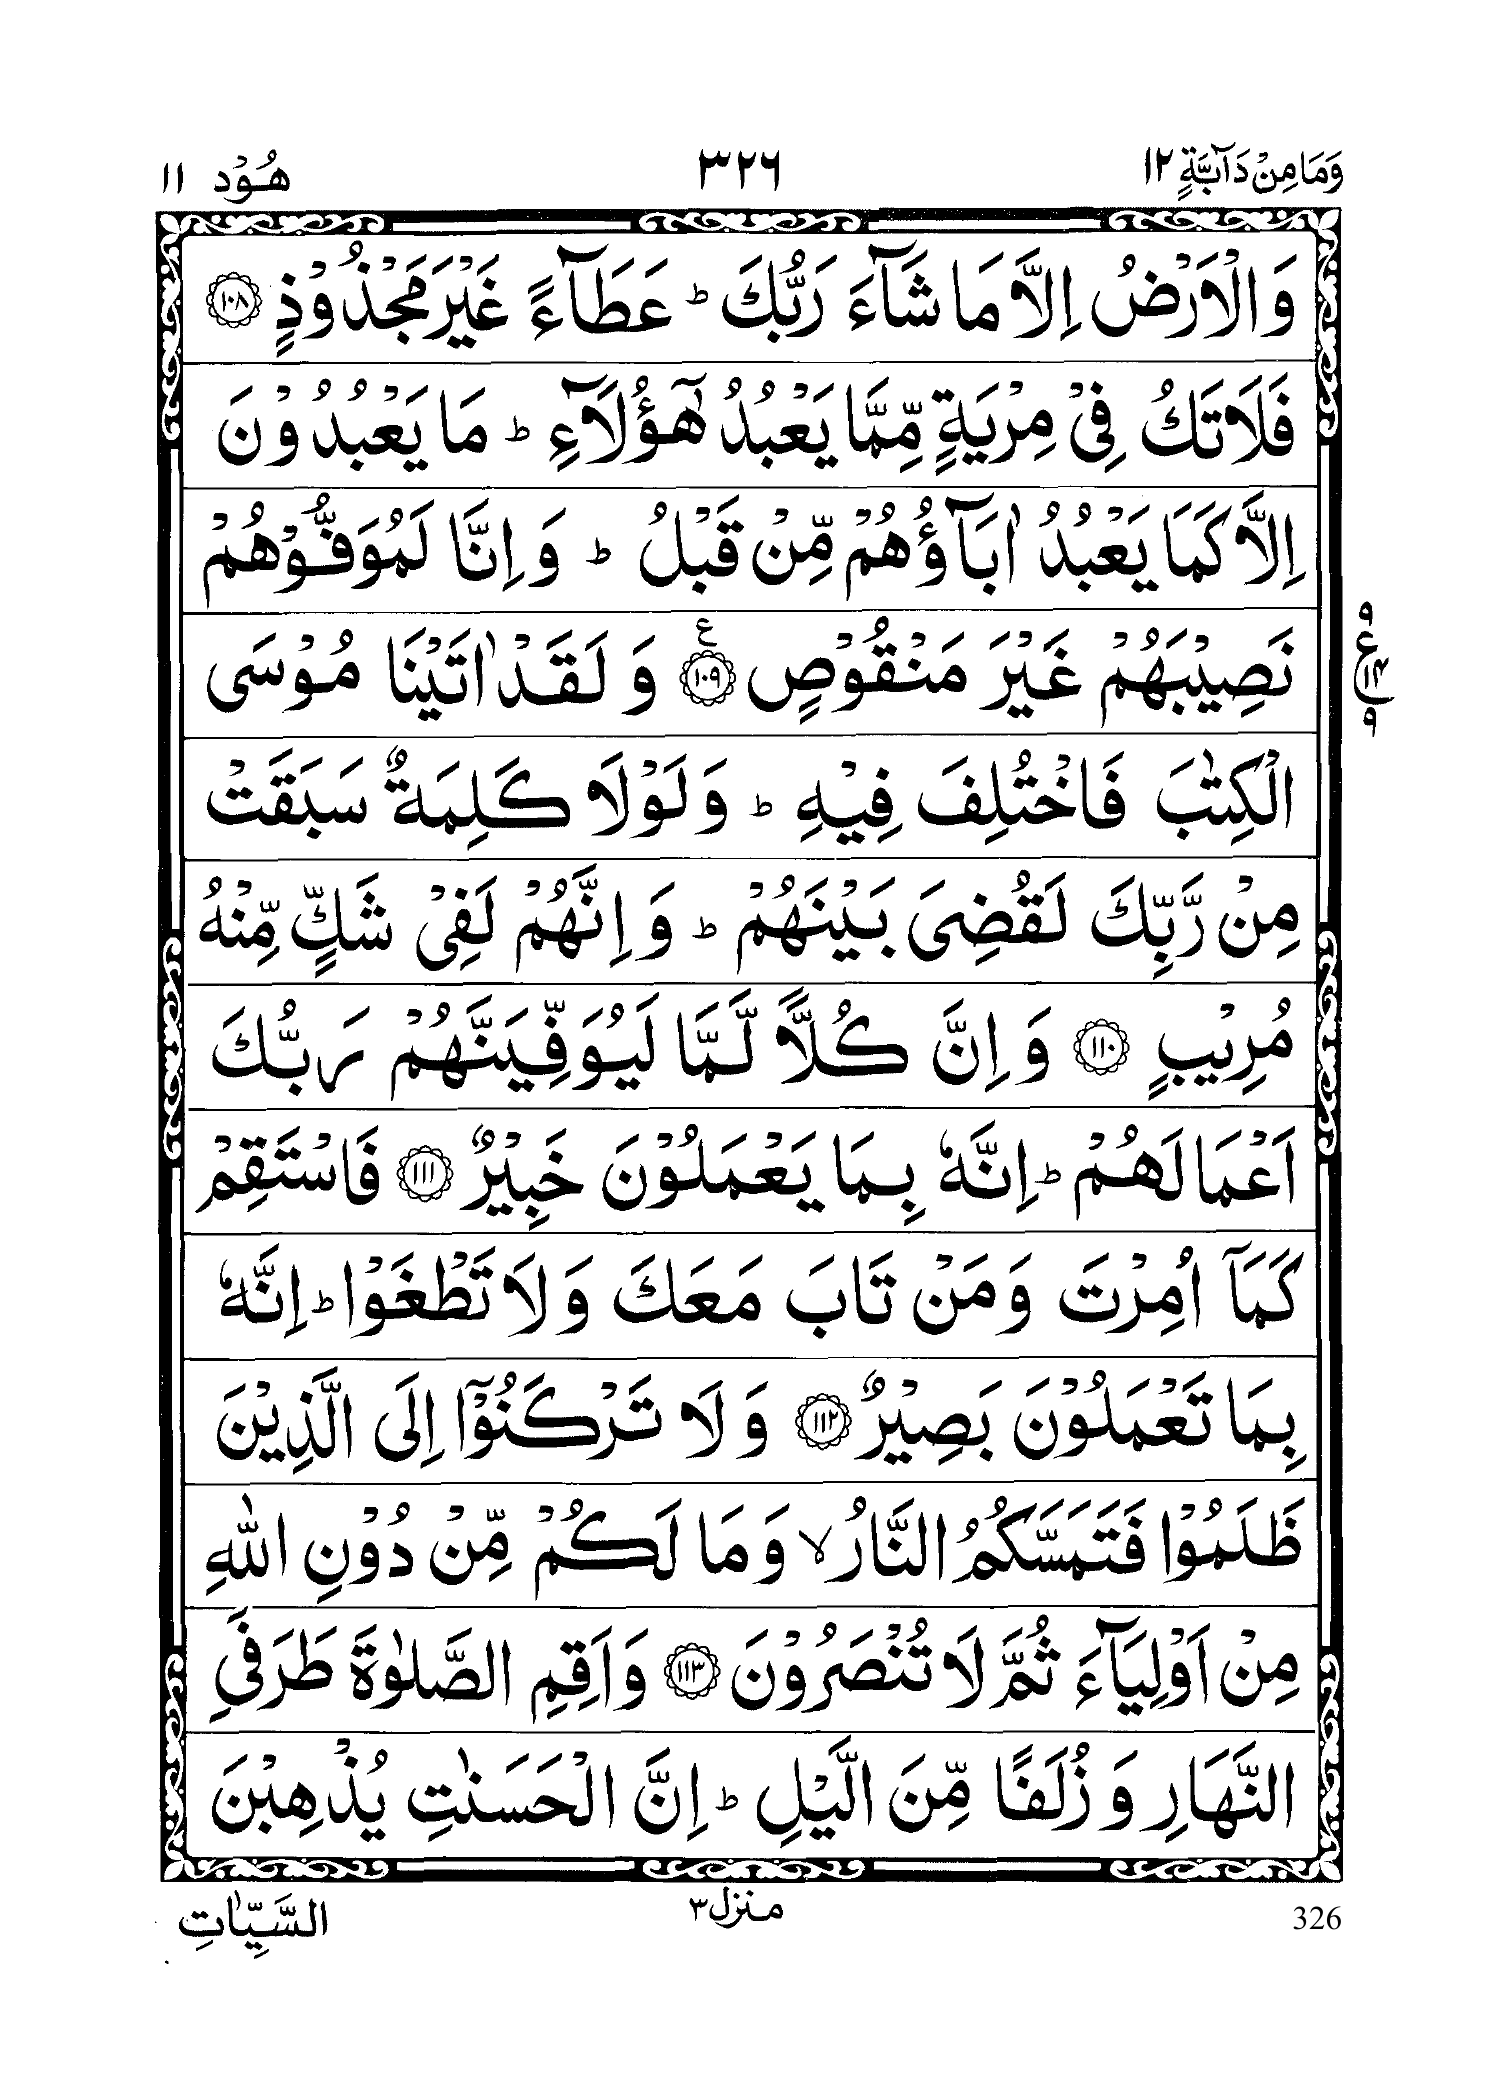 وَمَا مِنْ دَآبَّةٍ ١٢ ٣٢٦ هُوْد ١١
وَالْاَرْضُ اِلَّا مَا شَآءَ رَبُّكَ ؕ عَطَآءً غَيْرَ مَجْذُوْذٍ ۝١٠٨
فَلَا تَكُ فِىْ مِرْيَةٍ مِّمَّا يَعْبُدُ هٰٓؤُلَآءِ ؕ مَا يَعْبُدُوْنَ
اِلَّا كَمَا يَعْبُدُ اٰبَآؤُهُمْ مِّنْ قَبْلُ ؕ وَاِنَّا لَمُوَفُّوْهُمْ
نَصِيْبَهُمْ غَيْرَ مَنْقُوْصٍ ۝١٠٩ ع وَ لَقَدْ اٰتَيْنَا مُوْسَى
٩ ع ١٤ ٩
الْكِتٰبَ فَاخْتُلِفَ فِيْهِ ؕ وَلَوْلَا كَلِمَةٌ سَبَقَتْ
مِنْ رَّبِّكَ لَقُضِىَ بَيْنَهُمْ ؕ وَاِنَّهُمْ لَفِىْ شَكٍّ مِّنْهُ
مُرِيْبٍ ۝١١٠ وَاِنَّ كُلًّا لَّمَّا لَيُوَفِّيَنَّهُمْ رَبُّكَ
اَعْمَالَهُمْ ؕ اِنَّهٗ بِمَا يَعْمَلُوْنَ خَبِيْرٌ ۝١١١ فَاسْتَقِمْ
كَمَآ اُمِرْتَ وَمَنْ تَابَ مَعَكَ وَلَا تَطْغَوْا ؕ اِنَّهٗ
بِمَا تَعْمَلُوْنَ بَصِيْرٌ ۝١١٢ وَلَا تَرْكَنُوْٓا اِلَى الَّذِيْنَ
ظَلَمُوْا فَتَمَسَّكُمُ النَّارُ ۙ وَمَا لَكُمْ مِّنْ دُوْنِ اللّٰهِ
مِنْ اَوْلِيَآءَ ثُمَّ لَا تُنْصَرُوْنَ ۝١١٣ وَاَقِمِ الصَّلٰوةَ طَرَفَىِ
النَّهَارِ وَ زُلَفًا مِّنَ الَّيْلِ ؕ اِنَّ الْحَسَنٰتِ يُذْهِبْنَ
326 منزل٣ السَّيِّاٰتِ